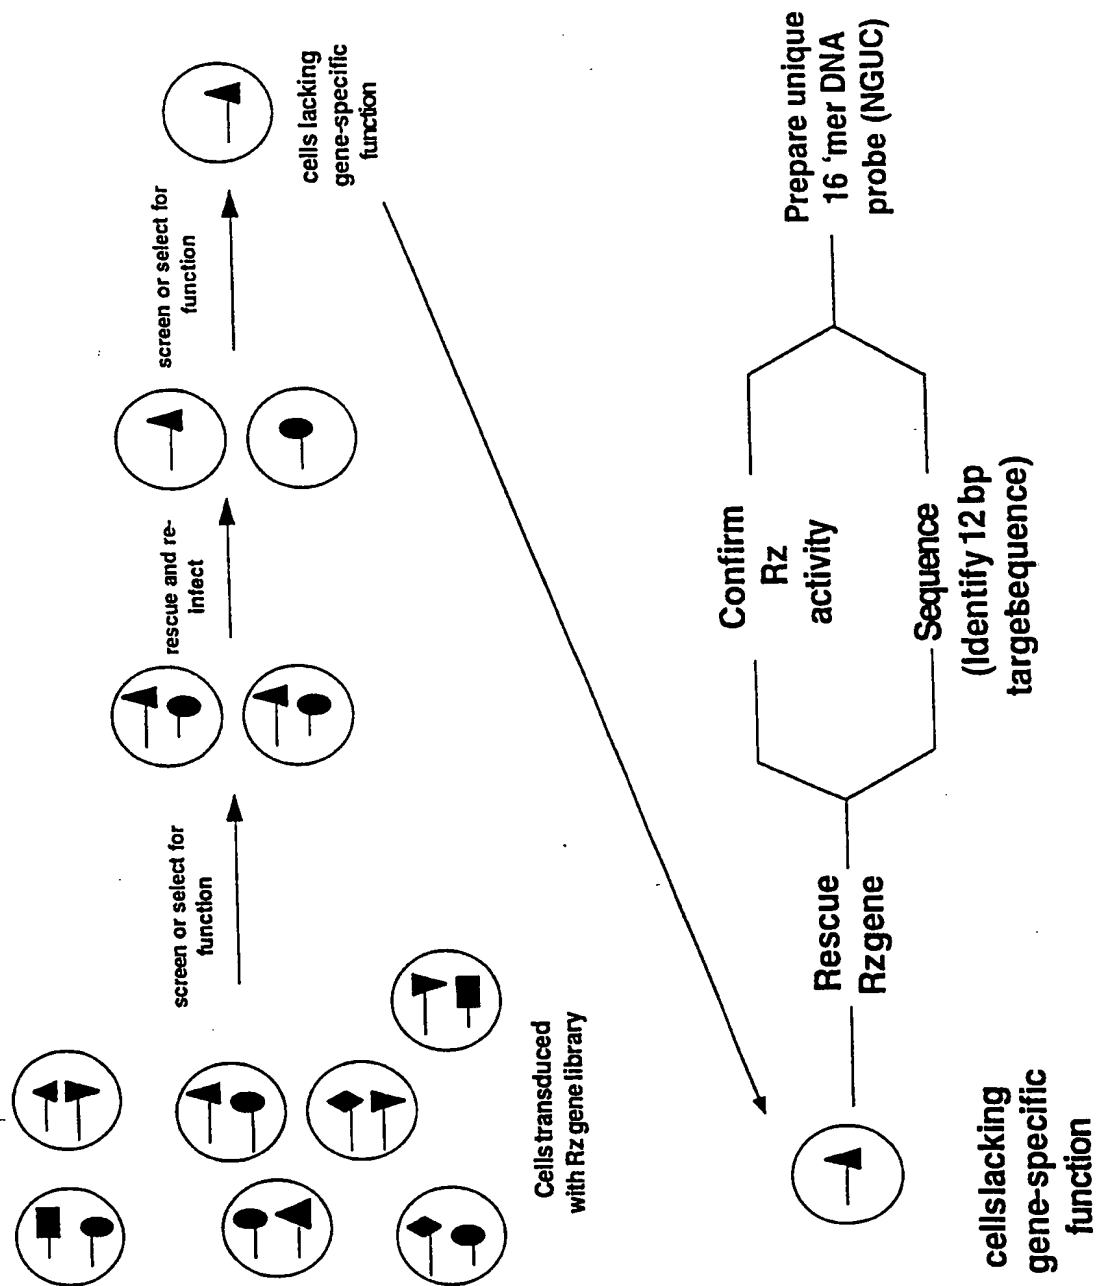 Cells transduced
with Rz gene library
screen or select for
function
rescue and re-
infect
screen or select for
function
cells lacking
gene-specific
function
cellslacking
gene-specific
function
Rescue
Rzgene
Confirm
Rz
activity
Sequence
(Identify 12 bp
targetsequence)
Prepare unique
16 'mer DNA
probe (NGUC)